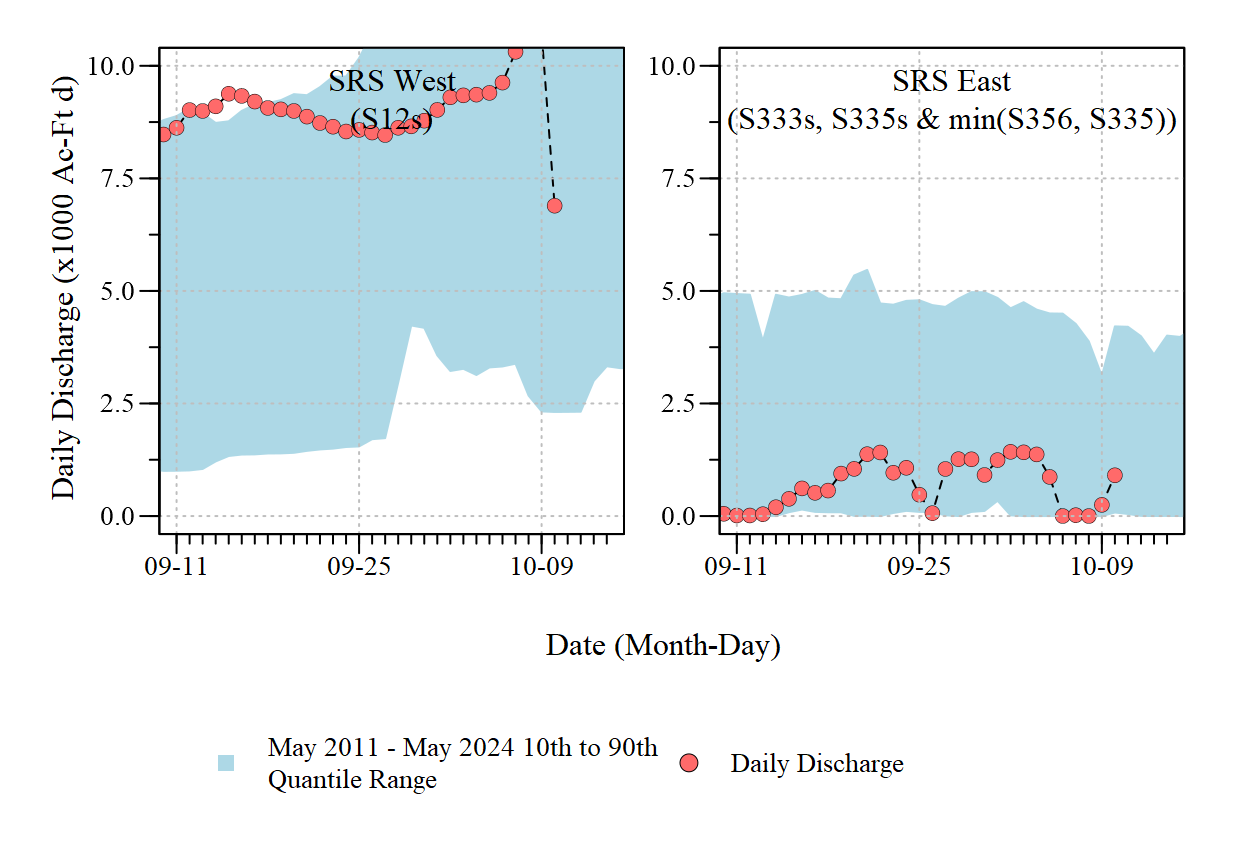 SRS West
(S12s)
SRS East
(S333s, S335s & min(S356, S335))
Daily Discharge (x1000 Ac-Ft d)
10.0
7.5
5.0
2.5
0.0
09-11
09-25
10-09
10.0
7.5
5.0
2.5
0.0
09-11
09-25
10-09
Date (Month-Day)
May 2011 - May 2024 10th to 90th
Quantile Range
Daily Discharge